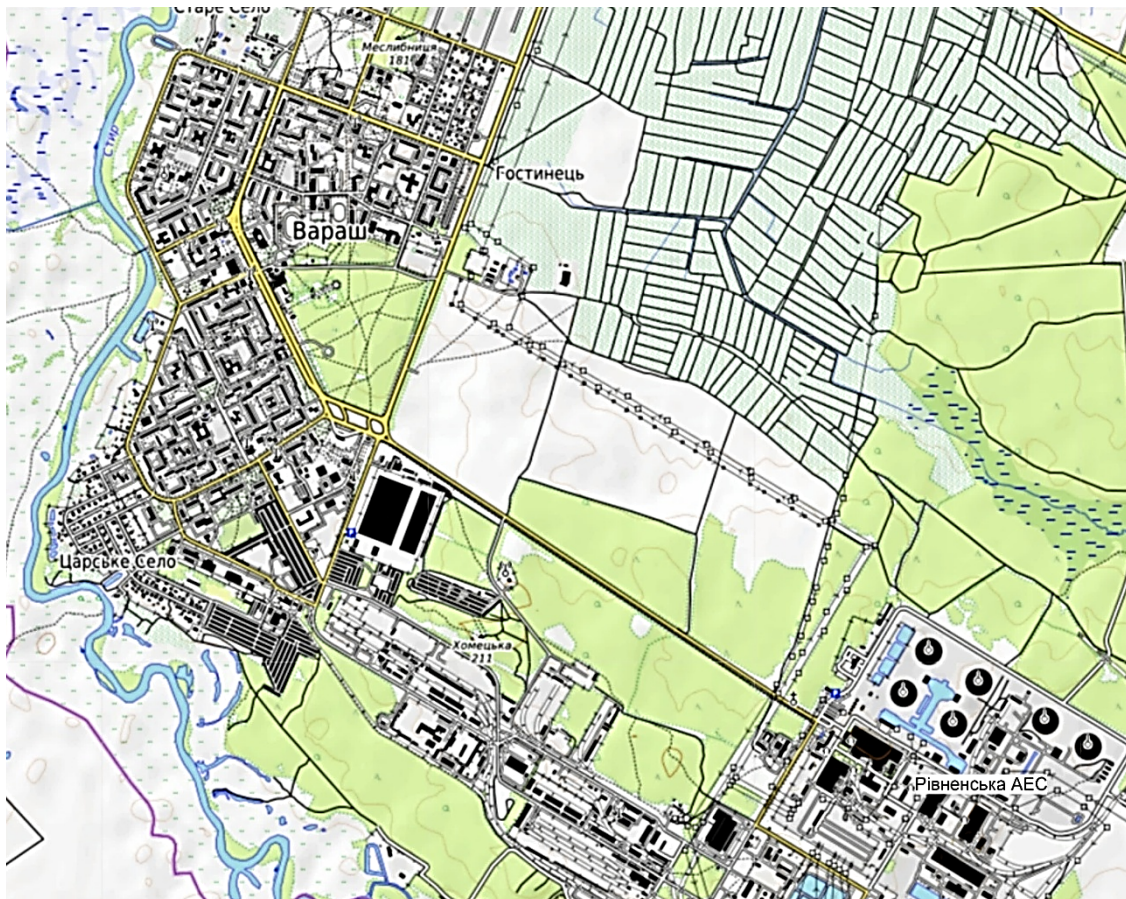 Старе Село
Меслибниця
181
Стир
Гостинець
Вараш
Царське Село
Хомецька
211
Рівненська АЕС